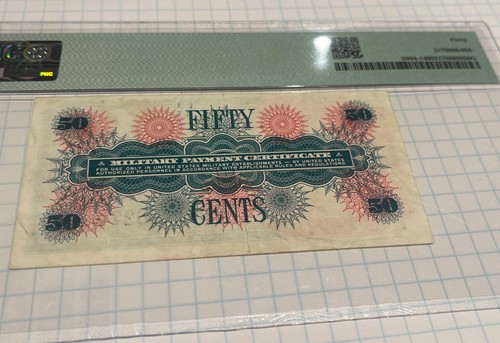 PMG
50 FIFTY 50
MILITARY PAYMENT CERTIFICATE
FOR USE ONLY IN UNITED STATES MILITARY ESTABLISHMENTS — BY UNITED STATES
AUTHORIZED PERSONNEL IN ACCORDANCE WITH APPLICABLE RULES AND REGULATIONS.
50 CENTS 50